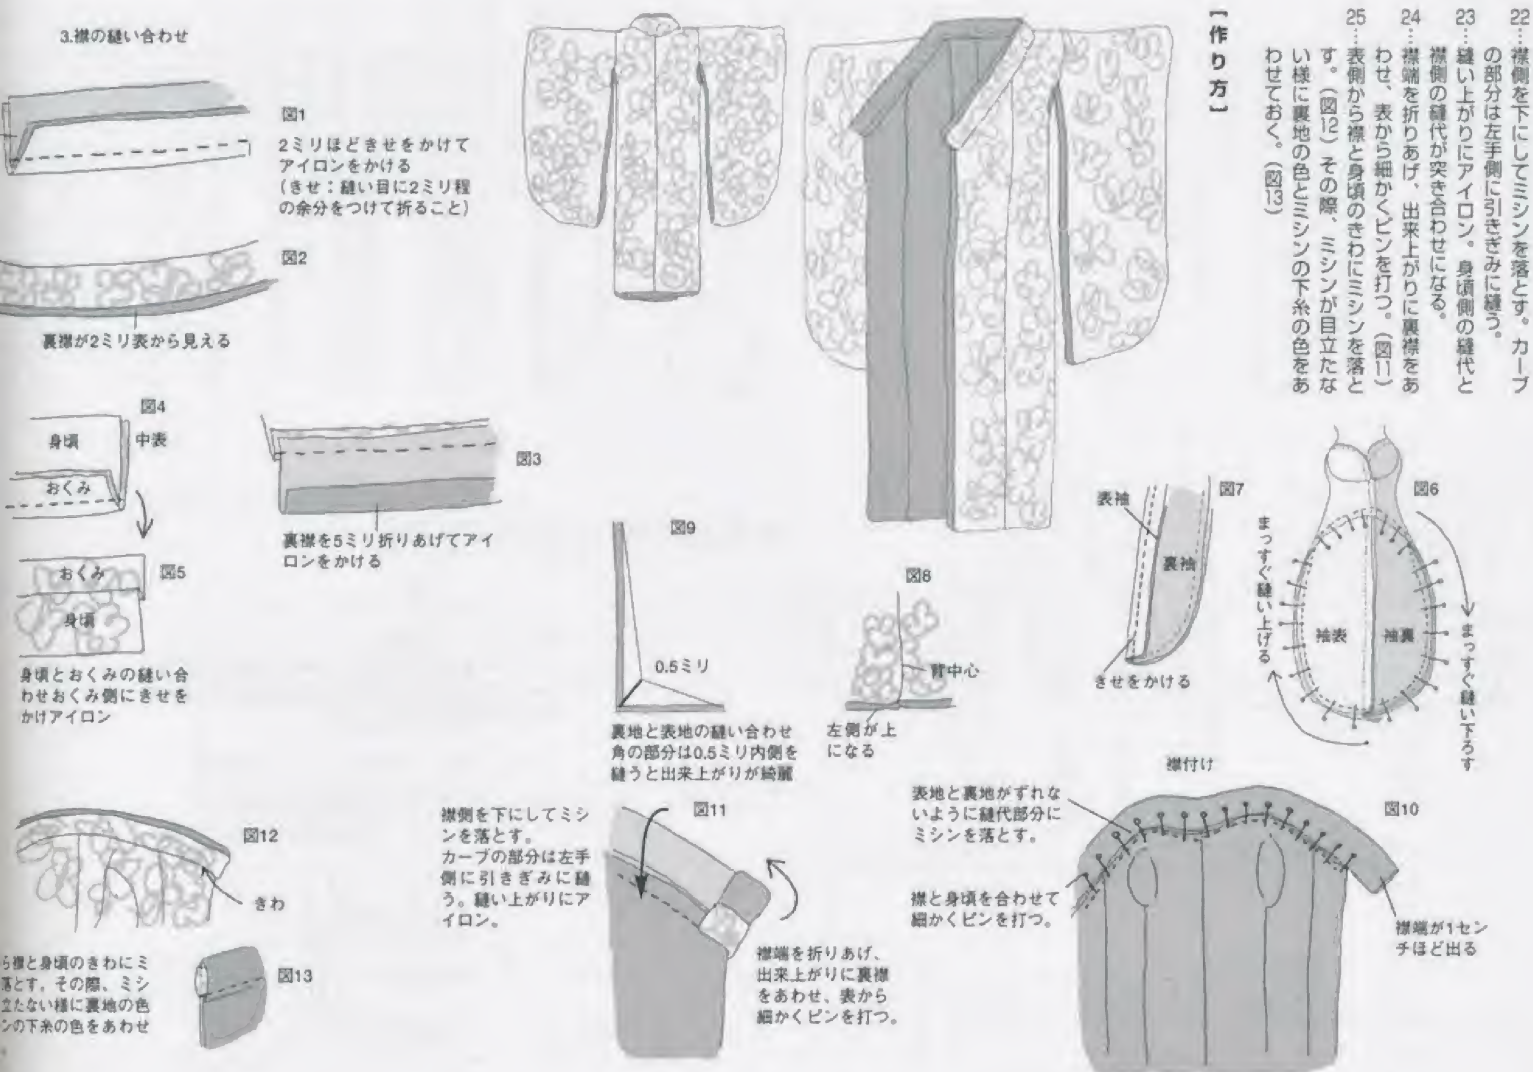 22…襟側を下にしてミシンを落とす。カーブ
の部分は左手側に引きぎみに縫う。
23…縫い上がりにアイロン。身頃側の縫代と
襟側の縫代が突き合わせになる。
24…襟端を折りあげ、出来上がりに裏襟をあ
わせ、表から細かくピンを打つ。(図11)
25…表側から襟と身頃のきわにミシンを落と
す。(図12)その際、ミシンが目立たな
い様に裏地の色とミシンの下糸の色をあ
わせておく。(図13)
【作り方】
3.襟の縫い合わせ
図1
2ミリほどきせをかけて
アイロンをかける
(きせ：縫い目に2ミリ程
の余分をつけて折ること)
図2
裏襟が2ミリ表から見える
図4
身頃
中表
おくみ
図3
裏襟を5ミリ折りあげてアイ
ロンをかける
おくみ
図5
身頃
身頃とおくみの縫い合
わせおくみ側にきせを
かけアイロン
図9
0.5ミリ
裏地と表地の縫い合わせ
角の部分は0.5ミリ内側を
縫うと出来上がりが綺麗
図8
背中心
左側が上
になる
図7
表袖
裏袖
きせをかける
図6
まっすぐ縫い上げる
袖表
袖裏
まっすぐ縫い下ろす
図12
きわ
ら襟と身頃のきわにミ
落とす。その際、ミシ
立たない様に裏地の色
ンの下糸の色をあわせ
図13
襟側を下にしてミシ
ンを落とす。
カーブの部分は左手
側に引きぎみに縫
う。縫い上がりにア
イロン。
図11
襟端を折りあげ、
出来上がりに裏襟
をあわせ、表から
細かくピンを打つ。
襟付け
図10
表地と裏地がずれな
いように縫代部分に
ミシンを落とす。
襟と身頃を合わせて
細かくピンを打つ。
襟端が1セン
チほど出る